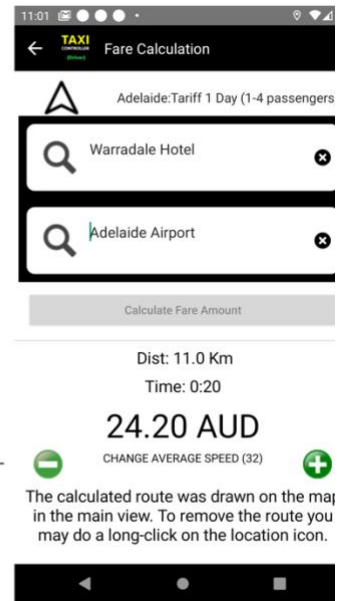 11:01
TAXI
CONTROLLER
(Driver)
Fare Calculation
Adelaide:Tariff 1 Day (1-4 passengers
Warradale Hotel
Adelaide Airport
Calculate Fare Amount
Dist: 11.0 Km
Time: 0:20
24.20 AUD
CHANGE AVERAGE SPEED (32)
The calculated route was drawn on the map
in the main view. To remove the route you
may do a long-click on the location icon.